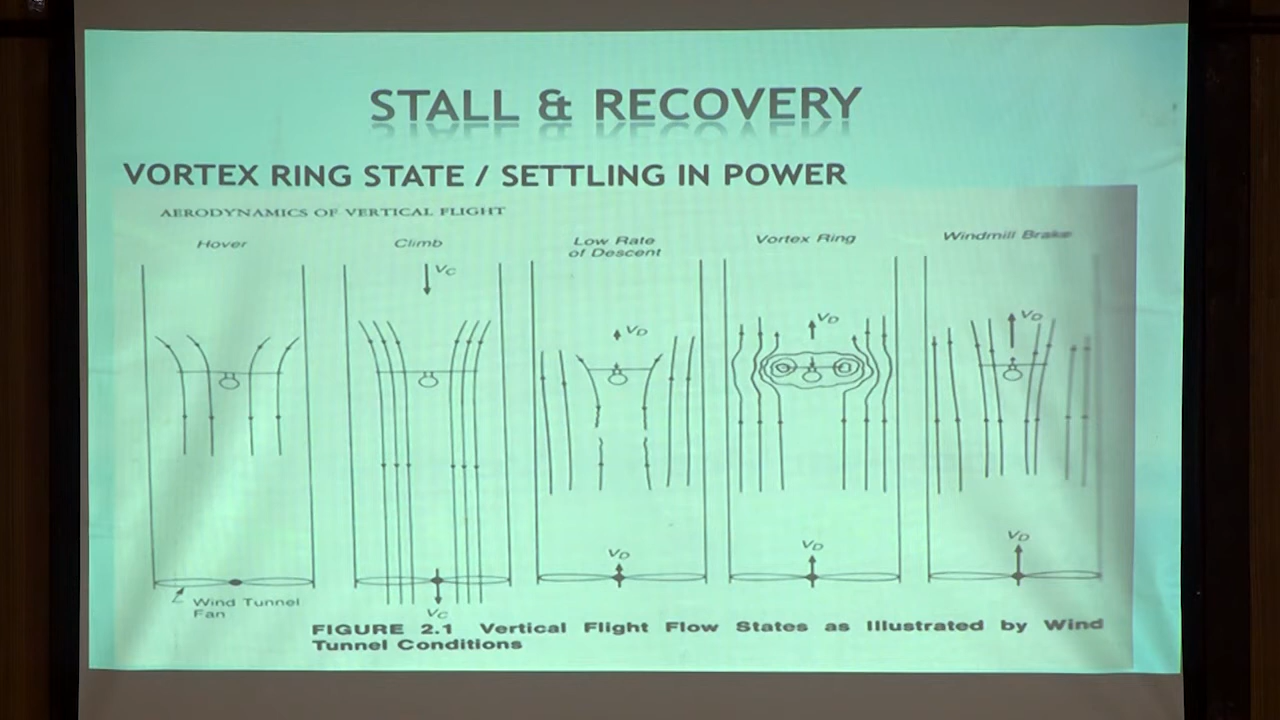 STALL & RECOVERY
VORTEX RING STATE / SETTLING IN POWER
AERODYNAMICS OF VERTICAL FLIGHT
Hover
Climb
Low Rate
of Descent
Vortex Ring
Windmill Brake
VC
VD
VD
VD
VD
VD
VD
VC
Wind Tunnel
Fan
FIGURE 2.1 Vertical Flight Flow States as Illustrated by Wind
Tunnel Conditions